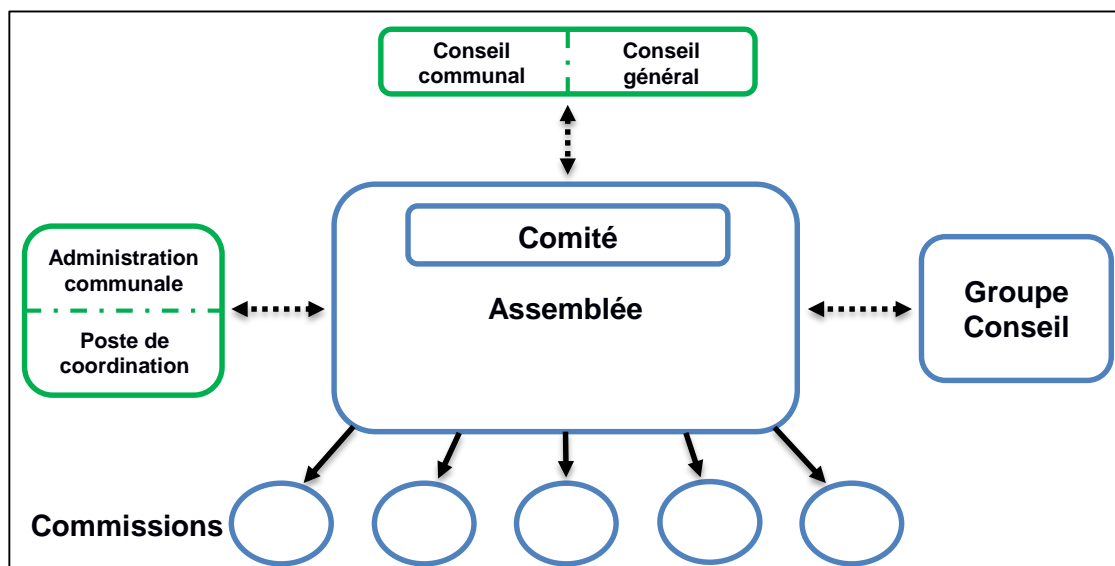 Conseil
communal
Conseil
général
Comité
Assemblée
Administration
communale
Poste de
coordination
Groupe
Conseil
Commissions